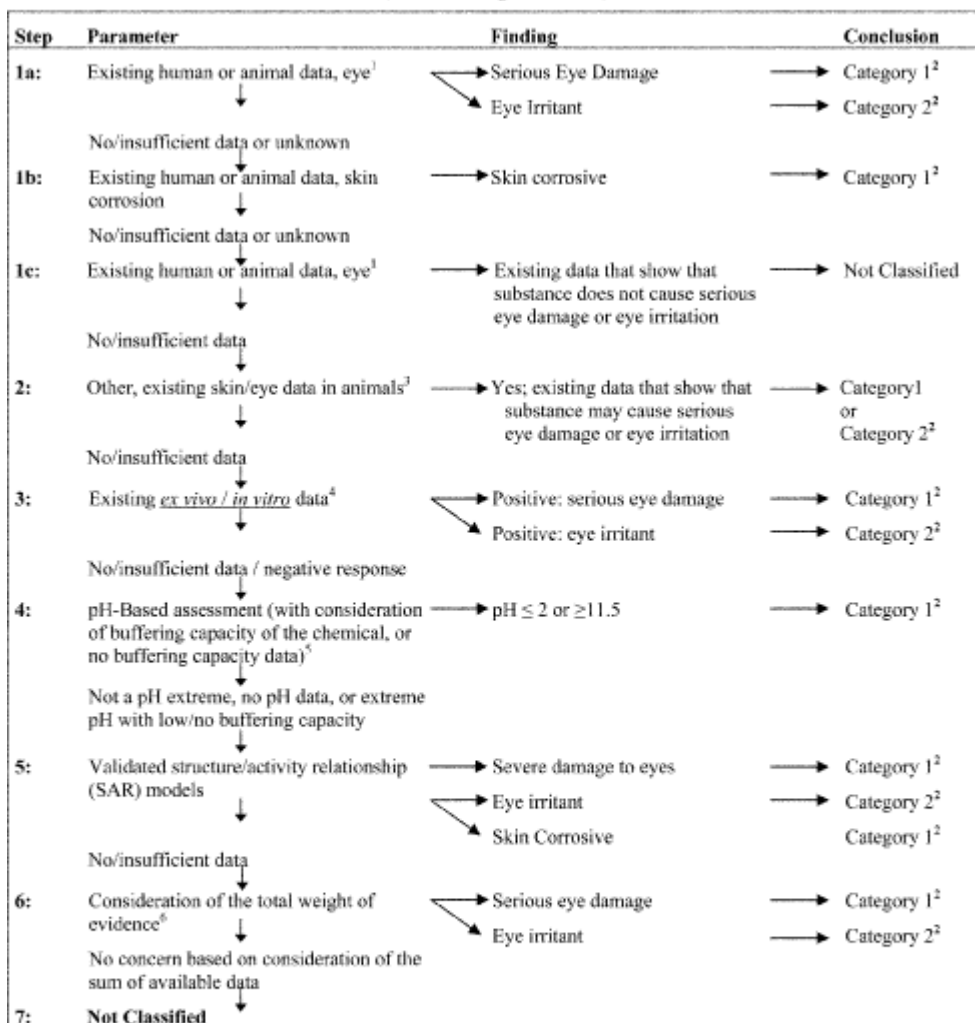 Step Parameter Finding Conclusion
1a: Existing human or animal data, eye¹ Serious Eye Damage Category 1²
Eye Irritant Category 2²
No/insufficient data or unknown
1b: Existing human or animal data, skin Skin corrosive Category 1²
corrosion
No/insufficient data or unknown
1c: Existing human or animal data, eye¹ Existing data that show that Not Classified
substance does not cause serious
eye damage or eye irritation
No/insufficient data
2: Other, existing skin/eye data in animals³ Yes; existing data that show that Category1
substance may cause serious or
eye damage or eye irritation Category 2²
No/insufficient data
3: Existing ex vivo / in vitro data⁴ Positive: serious eye damage Category 1²
Positive: eye irritant Category 2²
No/insufficient data / negative response
4: pH-Based assessment (with consideration pH ≤ 2 or ≥11.5 Category 1²
of buffering capacity of the chemical, or
no buffering capacity data)⁵
Not a pH extreme, no pH data, or extreme
pH with low/no buffering capacity
5: Validated structure/activity relationship Severe damage to eyes Category 1²
(SAR) models Eye irritant Category 2²
Skin Corrosive Category 1²
No/insufficient data
6: Consideration of the total weight of Serious eye damage Category 1²
evidence⁶ Eye irritant Category 2²
No concern based on consideration of the
sum of available data
7: Not Classified